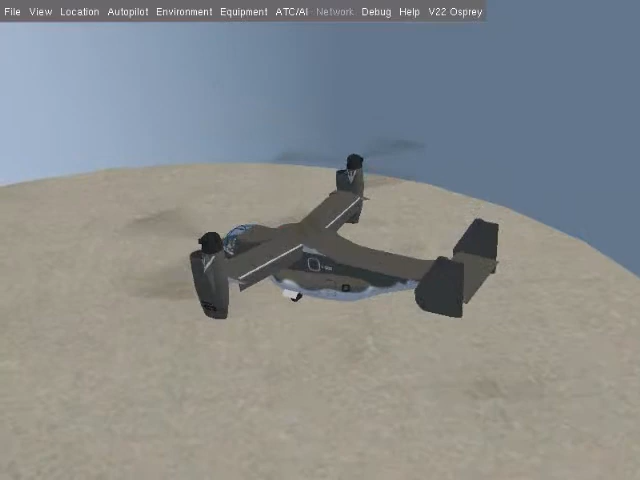 File View Location Autopilot Environment Equipment ATC/AI Network Debug Help V22 Osprey